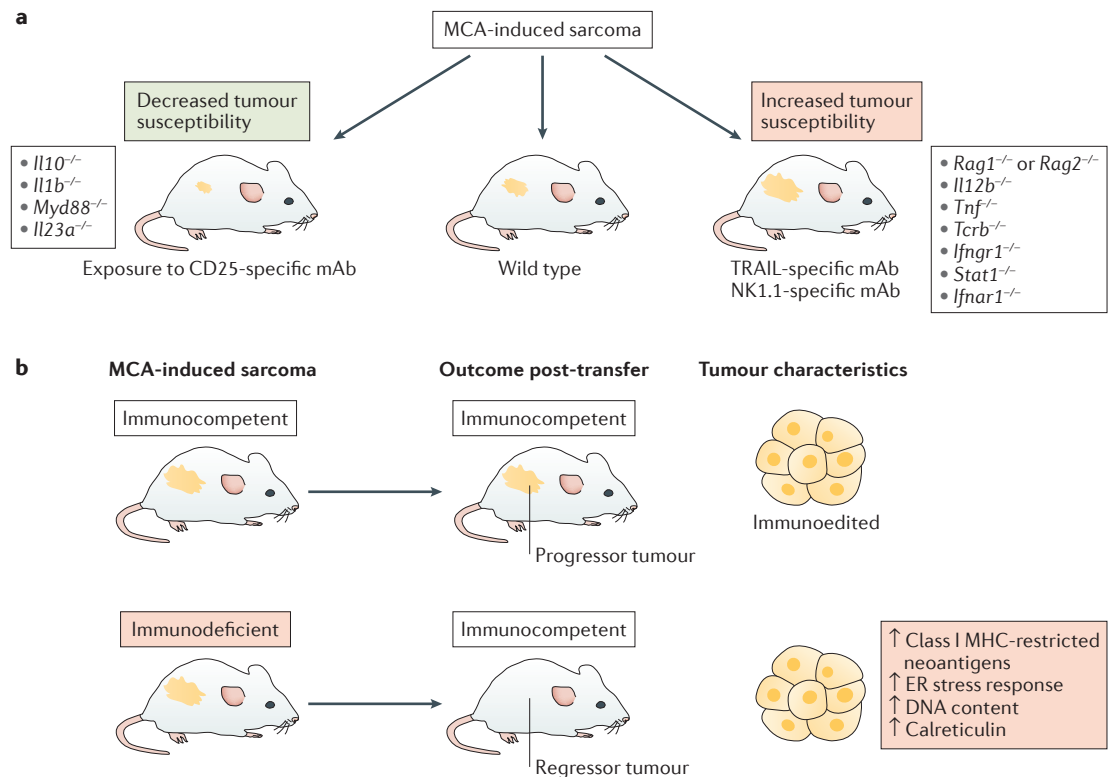 a
MCA-induced sarcoma
Decreased tumour
susceptibility
Increased tumour
susceptibility
• Il10⁻/⁻
• Il1b⁻/⁻
• Myd88⁻/⁻
• Il23a⁻/⁻
Exposure to CD25-specific mAb
Wild type
TRAIL-specific mAb
NK1.1-specific mAb
• Rag1⁻/⁻ or Rag2⁻/⁻
• Il12b⁻/⁻
• Tnf⁻/⁻
• Tcrb⁻/⁻
• Ifngr1⁻/⁻
• Stat1⁻/⁻
• Ifnar1⁻/⁻
b
MCA-induced sarcoma
Outcome post-transfer
Tumour characteristics
Immunocompetent
Immunocompetent
Progressor tumour
Immunoedited
Immunodeficient
Immunocompetent
Regressor tumour
↑ Class I MHC-restricted
neoantigens
↑ ER stress response
↑ DNA content
↑ Calreticulin